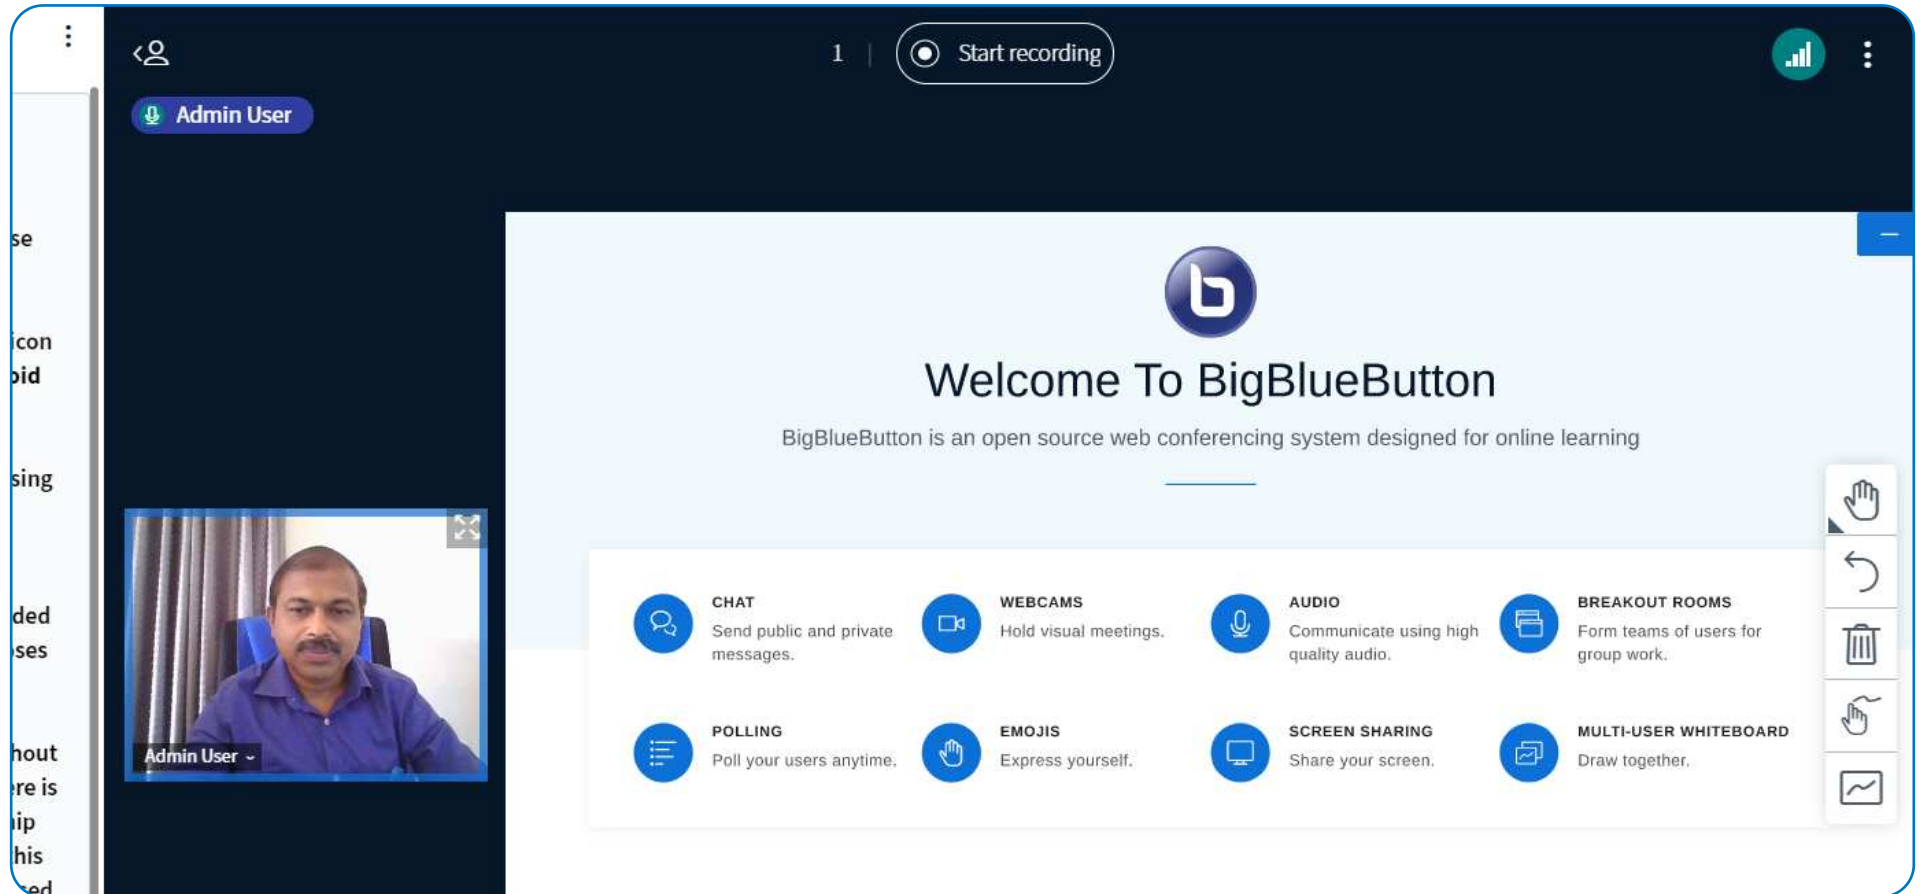 1 | Start recording
Admin User
se
icon
oid
sing
ded
ses
hout
re is
ip
his
sed
Admin User
Welcome To BigBlueButton
BigBlueButton is an open source web conferencing system designed for online learning
CHAT
Send public and private
messages.
WEBCAMS
Hold visual meetings.
AUDIO
Communicate using high
quality audio.
BREAKOUT ROOMS
Form teams of users for
group work.
POLLING
Poll your users anytime.
EMOJIS
Express yourself.
SCREEN SHARING
Share your screen.
MULTI-USER WHITEBOARD
Draw together.